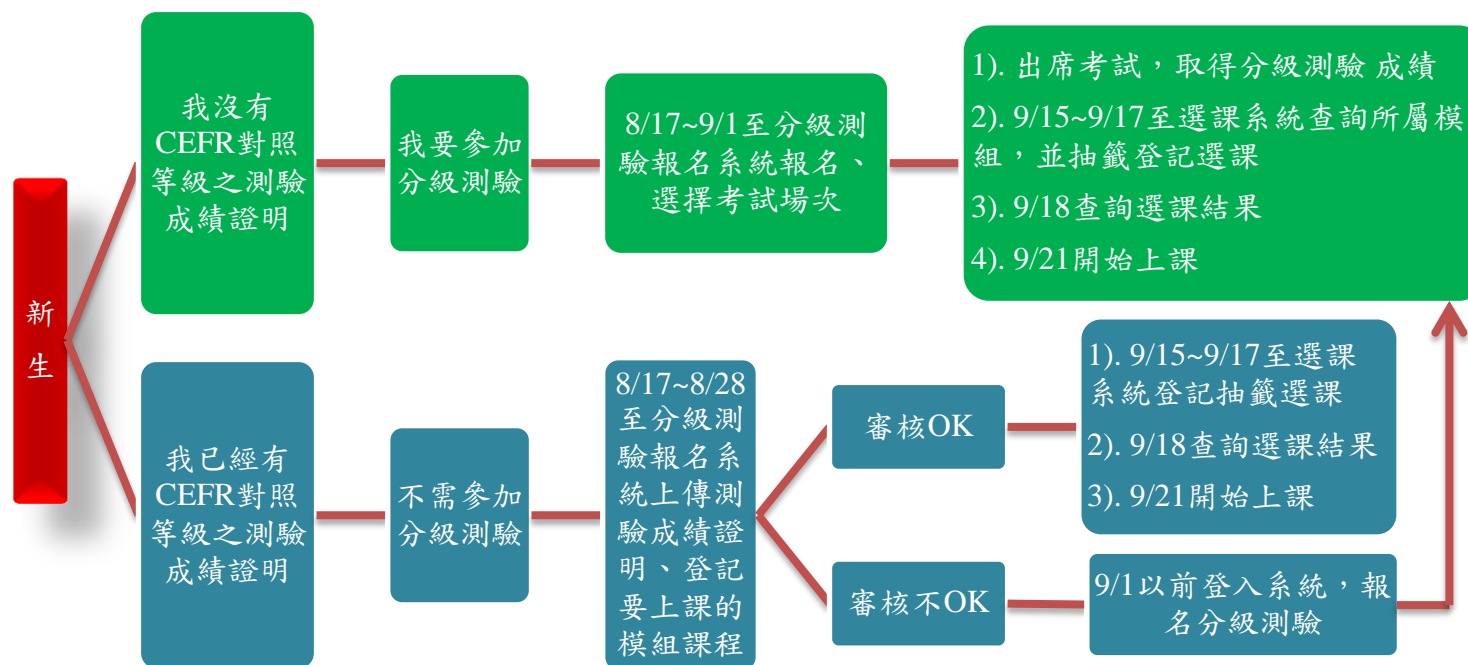 新
生
我沒有
CEFR對照
等級之測驗
成績證明
我要參加
分級測驗
8/17~9/1至分級測
驗報名系統報名、
選擇考試場次
1). 出席考試，取得分級測驗 成績
2). 9/15~9/17至選課系統查詢所屬模
組，並抽籤登記選課
3). 9/18查詢選課結果
4). 9/21開始上課
我已經有
CEFR對照
等級之測驗
成績證明
不需參加
分級測驗
8/17~8/28
至分級測
驗報名系
統上傳測
驗成績證
明、登記
要上課的
模組課程
審核OK
1). 9/15~9/17至選課
系統登記抽籤選課
2). 9/18查詢選課結果
3). 9/21開始上課
審核不OK
9/1以前登入系統，報
名分級測驗